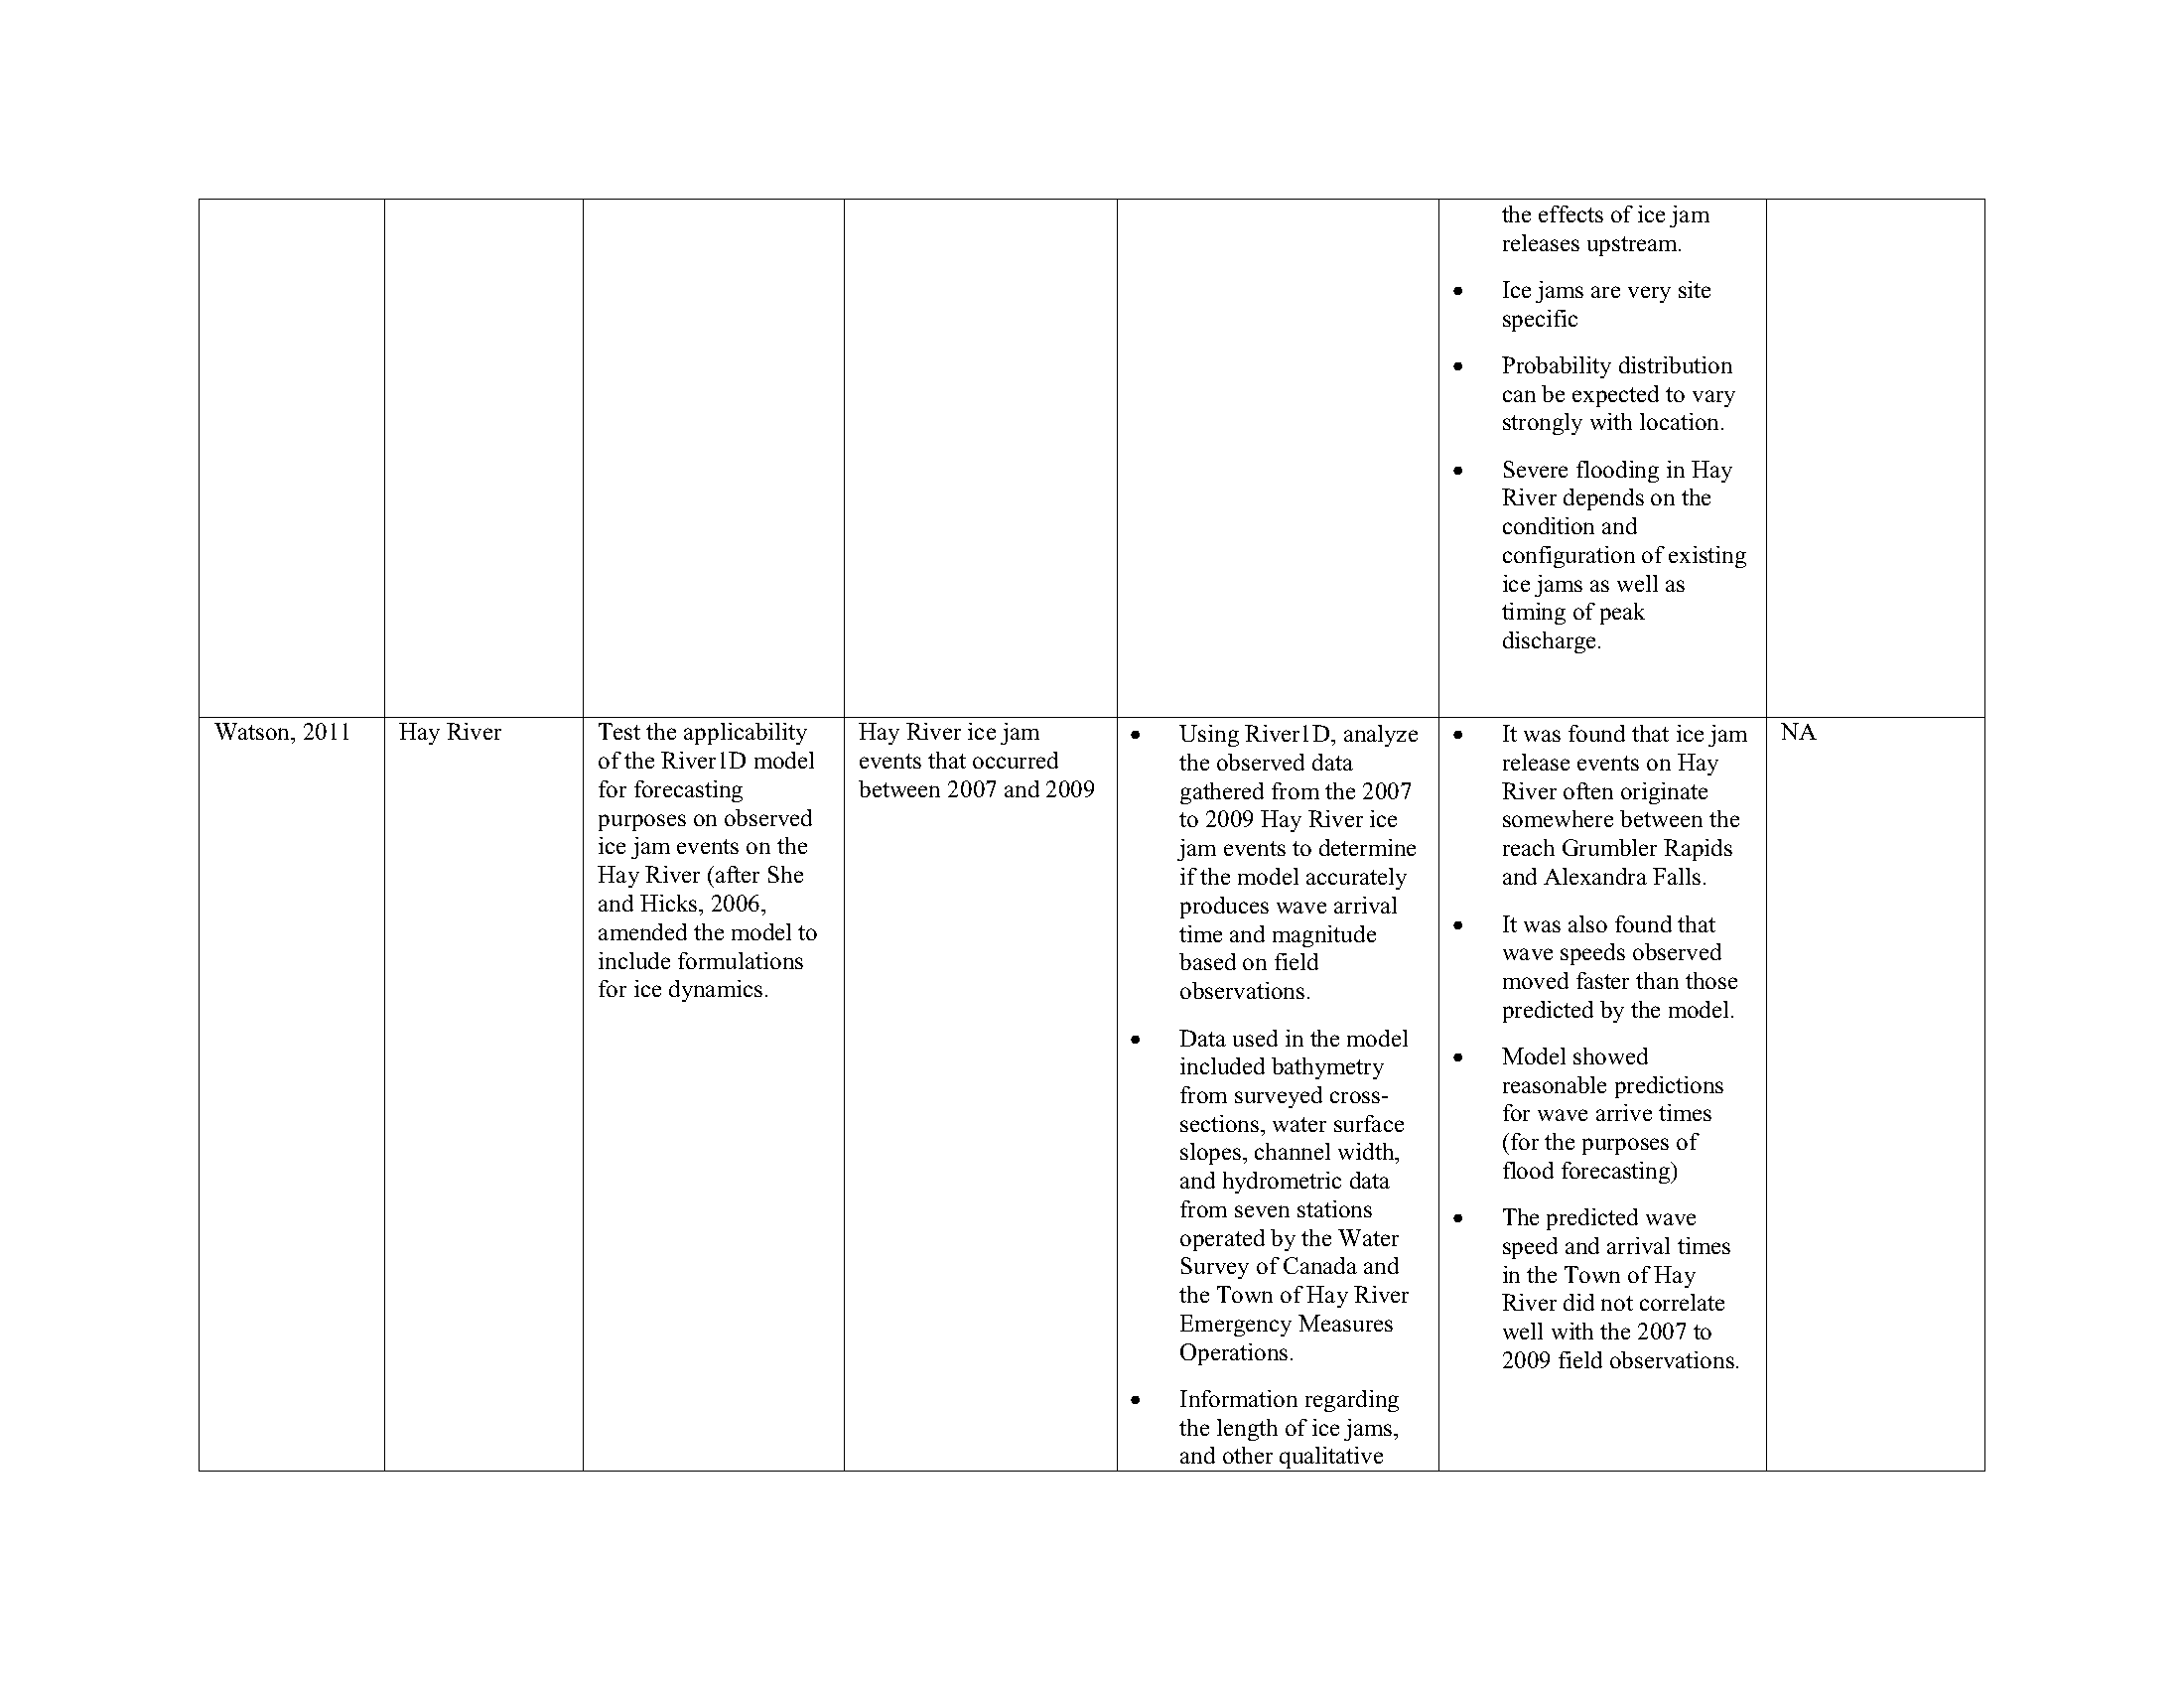 the effects of ice jam
releases upstream.
• Ice jams are very site
specific
• Probability distribution
can be expected to vary
strongly with location.
• Severe flooding in Hay
River depends on the
condition and
configuration of existing
ice jams as well as
timing of peak
discharge.
Watson, 2011
Hay River
Test the applicability
of the River1D model
for forecasting
purposes on observed
ice jam events on the
Hay River (after She
and Hicks, 2006,
amended the model to
include formulations
for ice dynamics.
Hay River ice jam
events that occurred
between 2007 and 2009
• Using River1D, analyze
the observed data
gathered from the 2007
to 2009 Hay River ice
jam events to determine
if the model accurately
produces wave arrival
time and magnitude
based on field
observations.
• Data used in the model
included bathymetry
from surveyed cross-
sections, water surface
slopes, channel width,
and hydrometric data
from seven stations
operated by the Water
Survey of Canada and
the Town of Hay River
Emergency Measures
Operations.
• Information regarding
the length of ice jams,
and other qualitative
• It was found that ice jam
release events on Hay
River often originate
somewhere between the
reach Grumbler Rapids
and Alexandra Falls.
• It was also found that
wave speeds observed
moved faster than those
predicted by the model.
• Model showed
reasonable predictions
for wave arrive times
(for the purposes of
flood forecasting)
• The predicted wave
speed and arrival times
in the Town of Hay
River did not correlate
well with the 2007 to
2009 field observations.
NA